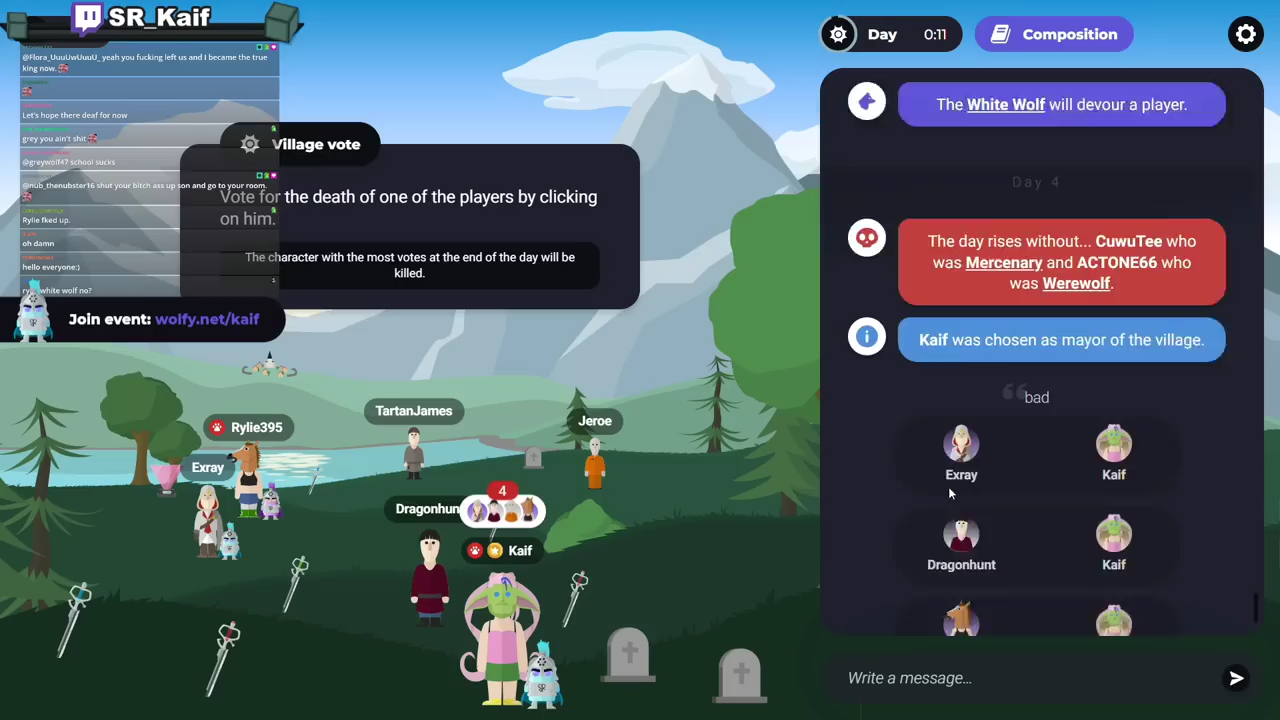 SR_Kaif
@Flora_UuuUwUuuU_ yeah you fucking left us and I became the true
king now.
Let's hope there deaf for now
grey you ain't shit
@greywolf47 school sucks
@nub_thenubster16 shut your bitch ass up son and go to your room.
Rylie fked up.
oh damn
hello everyone:)
white wolf no?
Join event: wolfy.net/kaif
Village vote
Vote for the death of one of the players by clicking
on him.
The character with the most votes at the end of the day will be
killed.
Day 0:11
Composition
The White Wolf will devour a player.
Day 4
The day rises without... CuwuTee who
was Mercenary and ACTONE66 who
was Werewolf.
Kaif was chosen as mayor of the village.
bad
Exray Kaif
Dragonhunt Kaif
Write a message...
TartanJames
Jeroe
Rylie395
Exray
4
Dragonhun
Kaif